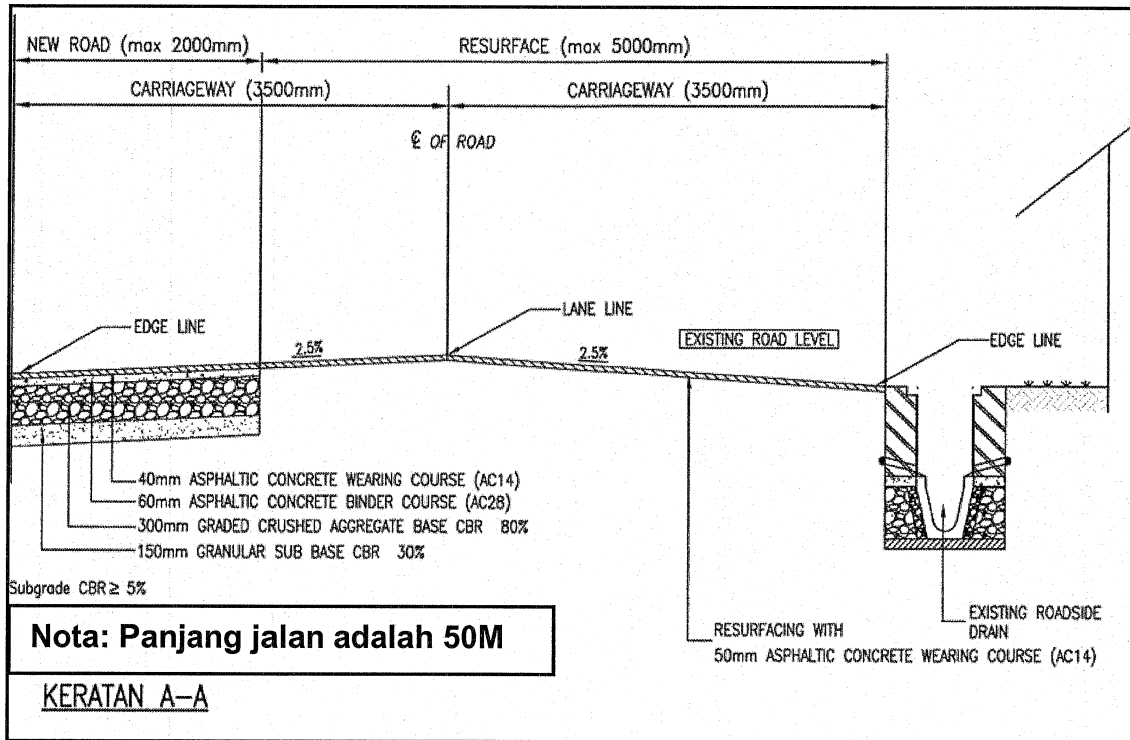 NEW ROAD (max 2000mm)
RESURFACE (max 5000mm)
CARRIAGEWAY (3500mm)
CARRIAGEWAY (3500mm)
℄ OF ROAD
EDGE LINE
LANE LINE
2.5%
2.5%
EXISTING ROAD LEVEL
EDGE LINE
40mm ASPHALTIC CONCRETE WEARING COURSE (AC14)
60mm ASPHALTIC CONCRETE BINDER COURSE (AC28)
300mm GRADED CRUSHED AGGREGATE BASE CBR 80%
150mm GRANULAR SUB BASE CBR 30%
Subgrade CBR ≥ 5%
Nota: Panjang jalan adalah 50M
RESURFACING WITH
50mm ASPHALTIC CONCRETE WEARING COURSE (AC14)
EXISTING ROADSIDE
DRAIN
KERATAN A-A